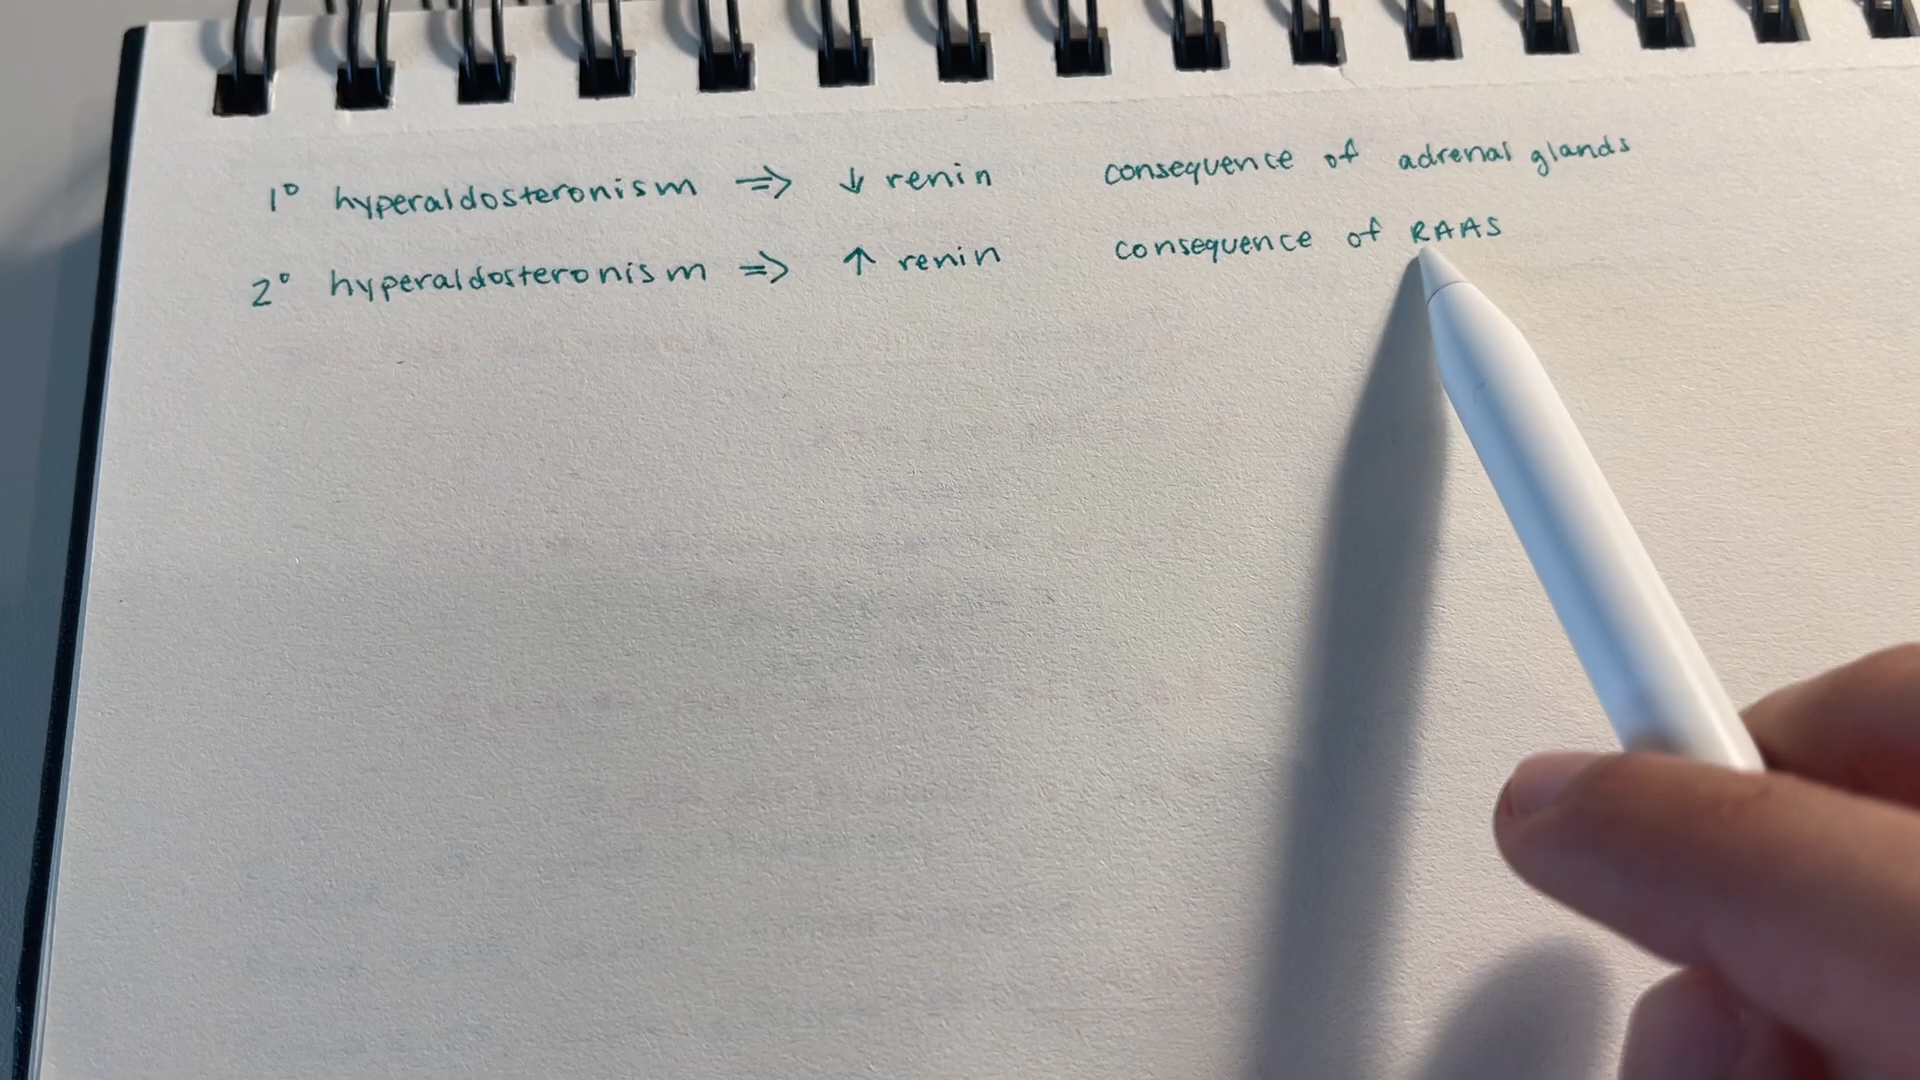 1° hyperaldosteronism ⇒ ↓ renin consequence of adrenal glands
2° hyperaldosteronism ⇒ ↑ renin consequence of RAAS